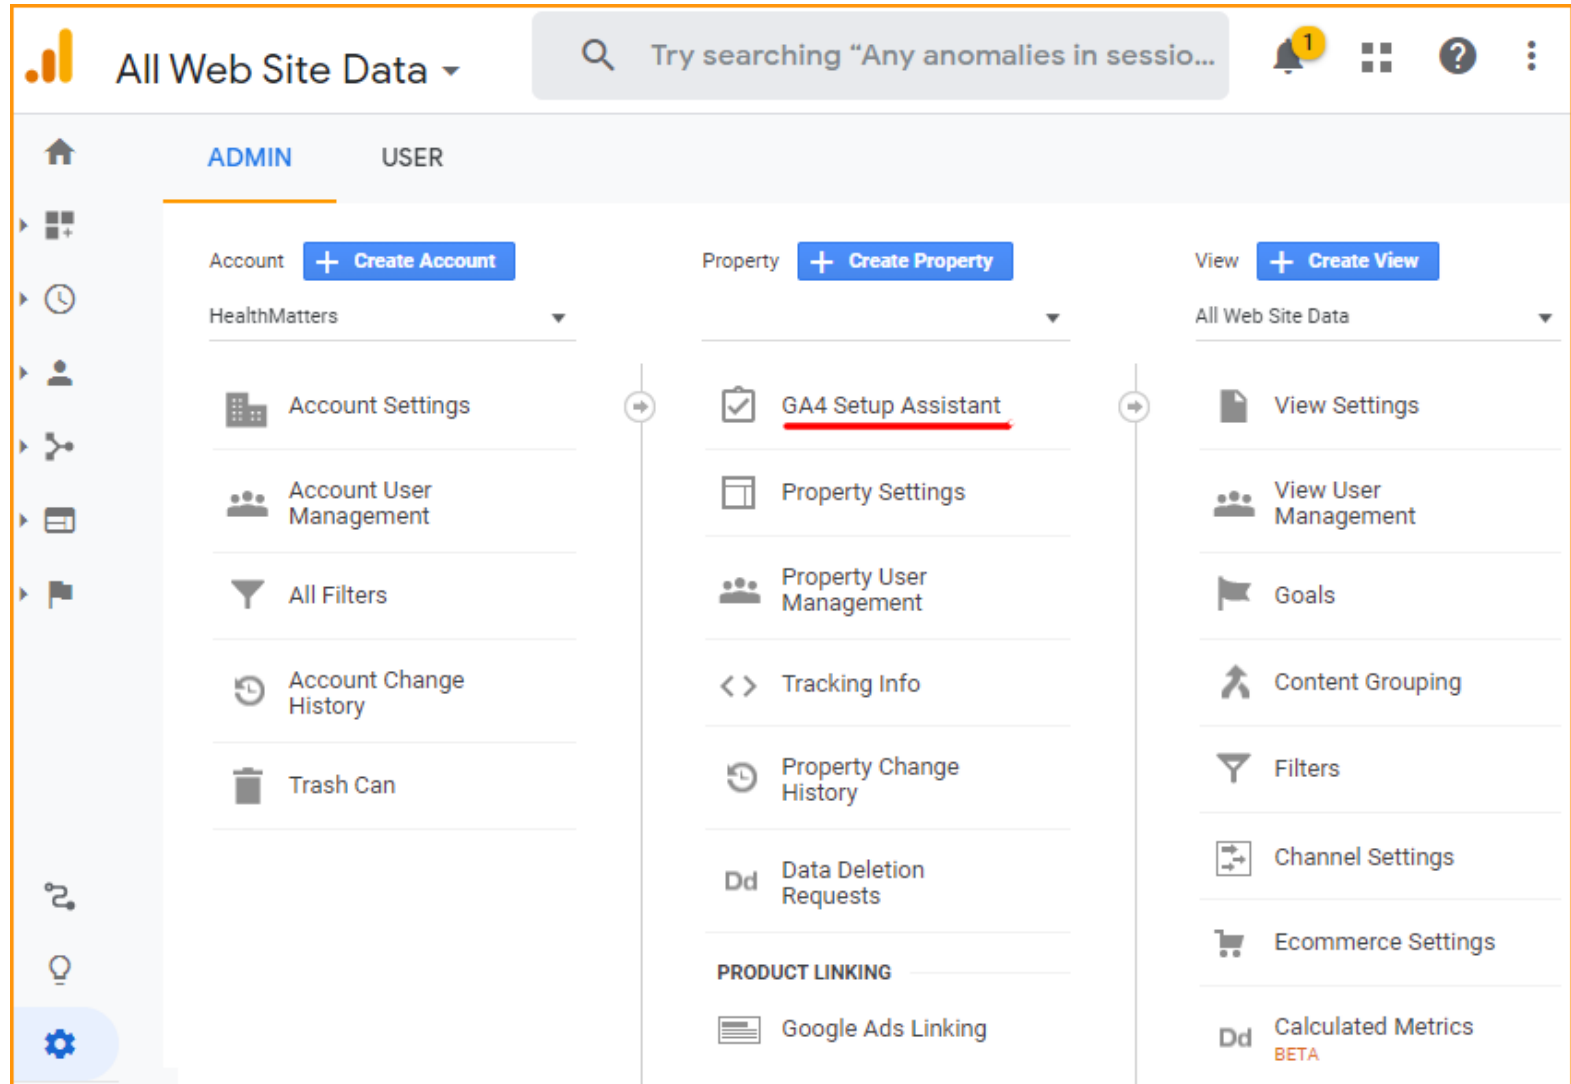 All Web Site Data
Try searching “Any anomalies in sessio...
1
ADMIN
USER
Account
Create Account
HealthMatters
Account Settings
Account User
Management
All Filters
Account Change
History
Trash Can
Property
Create Property
GA4 Setup Assistant
Property Settings
Property User
Management
Tracking Info
Property Change
History
Dd
Data Deletion
Requests
PRODUCT LINKING
Google Ads Linking
View
Create View
All Web Site Data
View Settings
View User
Management
Goals
Content Grouping
Filters
Channel Settings
Ecommerce Settings
Dd
Calculated Metrics
BETA